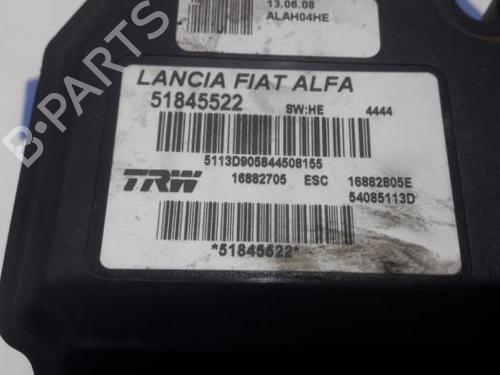 13.06.08
ALAH04HE
LANCIA FIAT ALFA
51845522 SW:HE 4444
5113D905844508155
TRW 16882705 ESC 16882805E
54085113D
*51845522*
B-PARTS